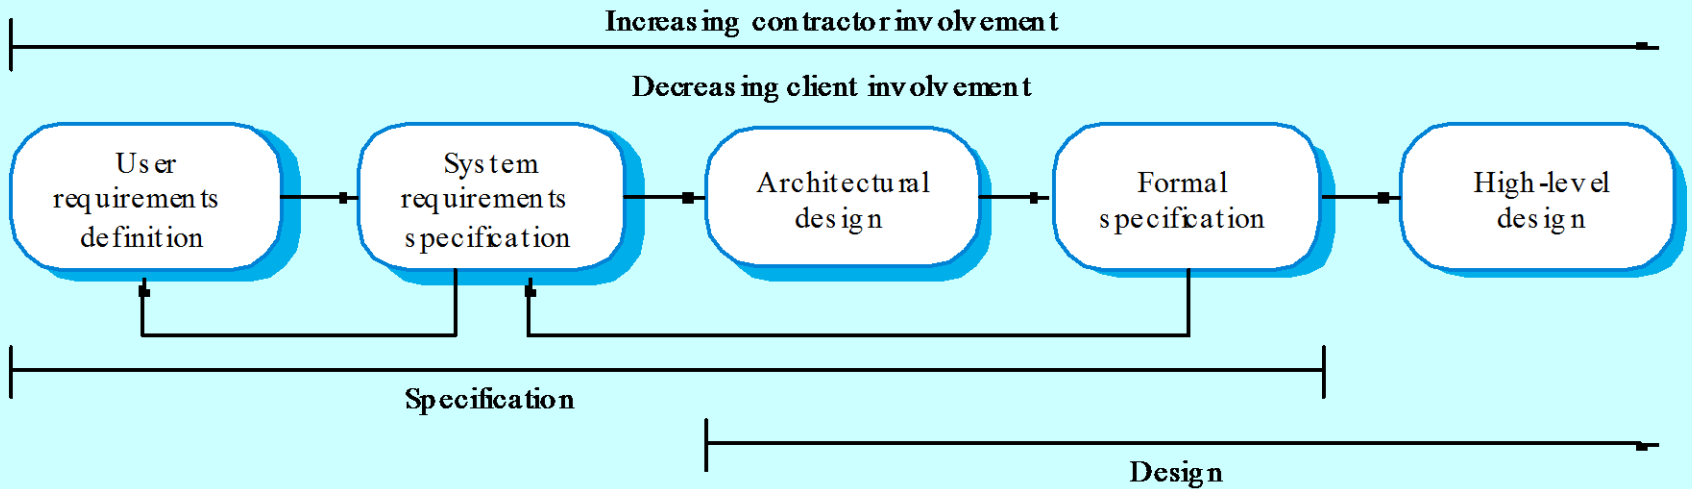 Increasing contractor involvement
Decreasing client involvement
User
requirements
definition
System
requirements
specification
Architectural
design
Formal
specification
High-level
design
Specification
Design